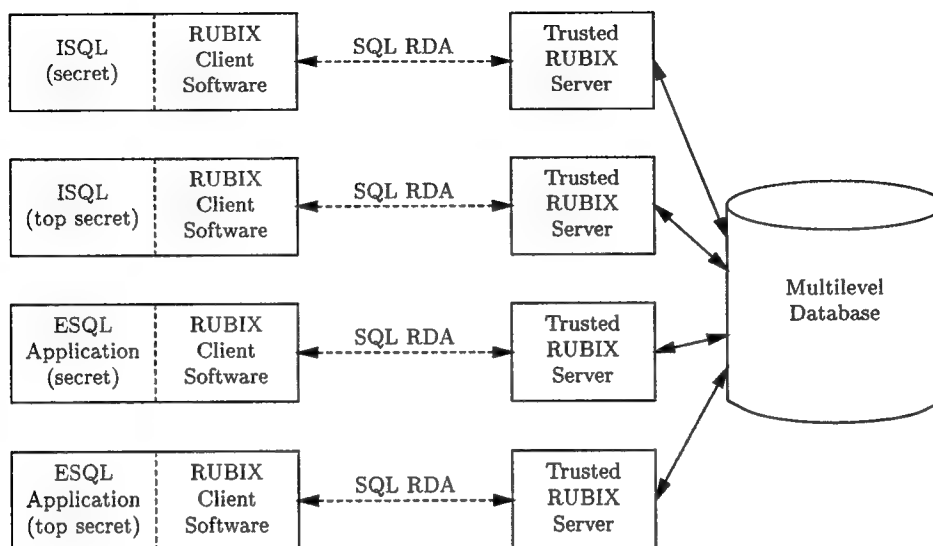 ISQL
(secret)
RUBIX
Client
Software
SQL RDA
Trusted
RUBIX
Server
ISQL
(top secret)
RUBIX
Client
Software
SQL RDA
Trusted
RUBIX
Server
Multilevel
Database
ESQL
Application
(secret)
RUBIX
Client
Software
SQL RDA
Trusted
RUBIX
Server
ESQL
Application
(top secret)
RUBIX
Client
Software
SQL RDA
Trusted
RUBIX
Server